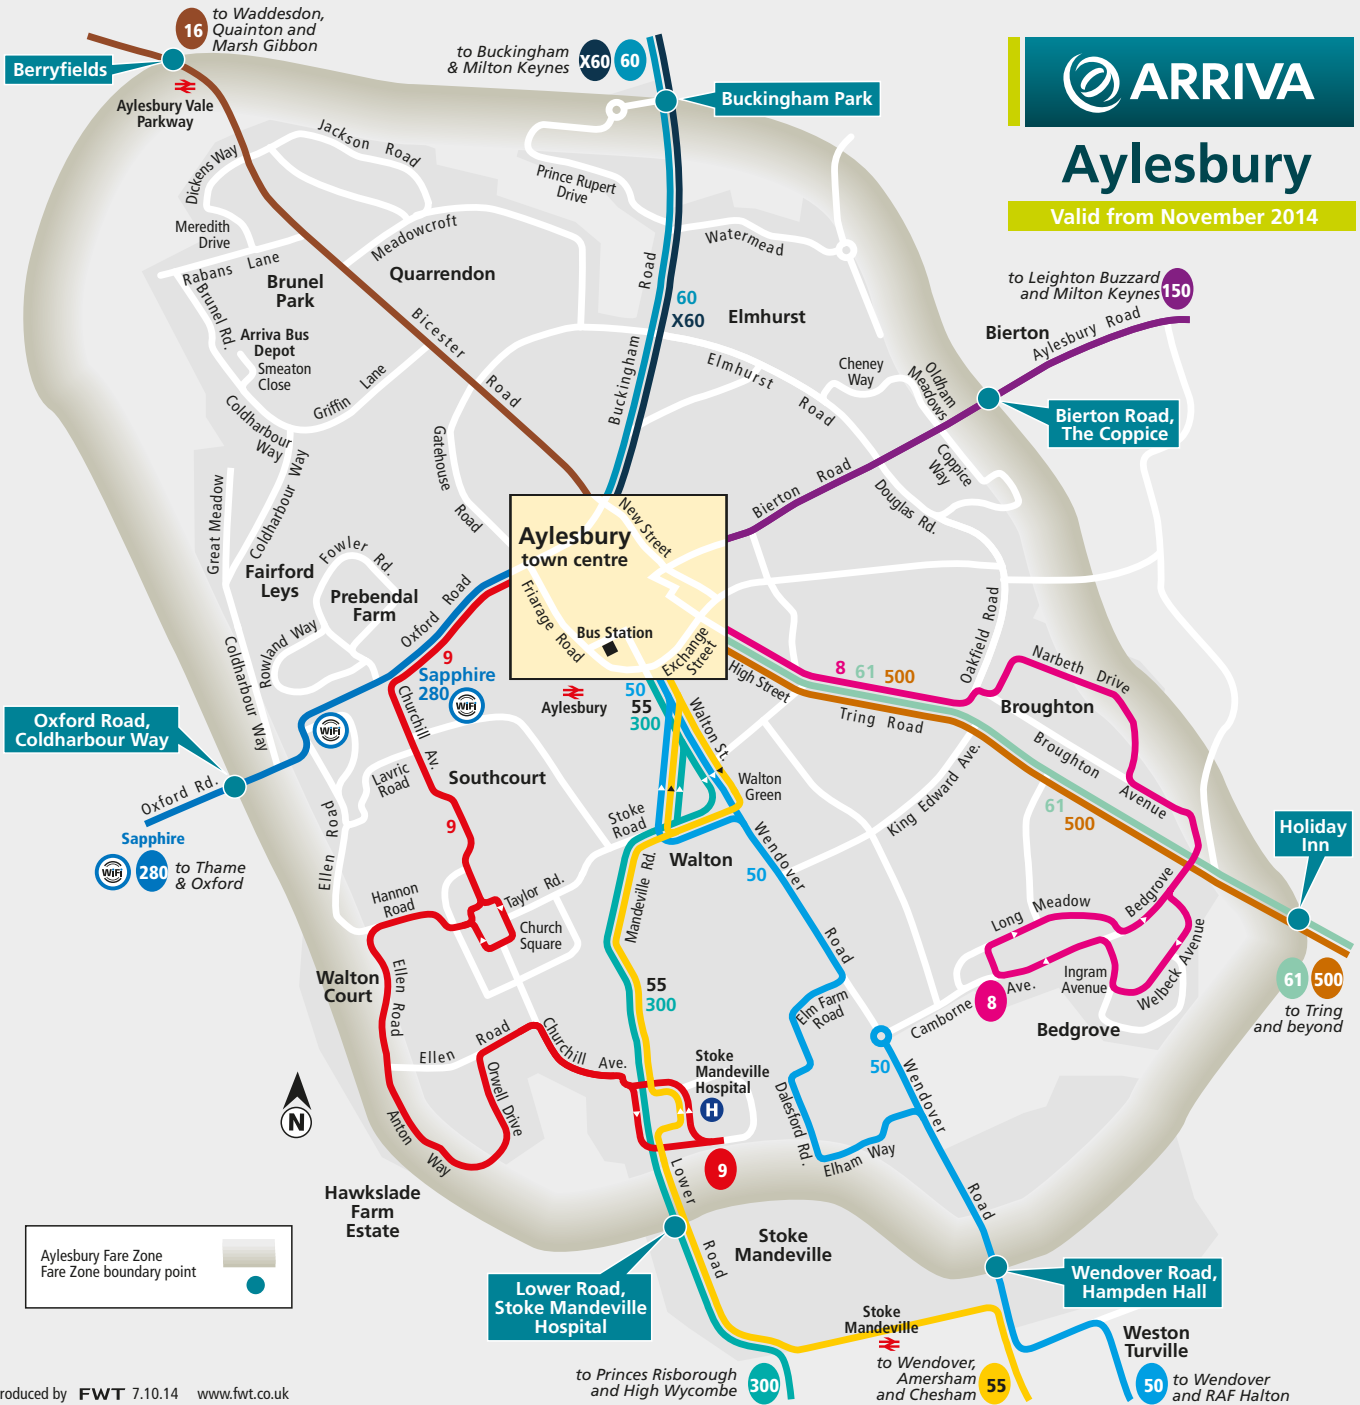 16
to Waddesdon,
Quainton and
Marsh Gibbon
Berryfields
Aylesbury Vale
Parkway
to Buckingham
& Milton Keynes
X60
60
Buckingham Park
ARRIVA
Aylesbury
Valid from November 2014
Jackson Road
Dickens Way
Meredith
Drive
Rabans Lane
Brunel
Park
Meadowcroft
Quarrendon
Prince Rupert
Drive
Watermead
Buckingham Road
60
X60
Elmhurst
to Leighton Buzzard
and Milton Keynes
150
Bierton
Aylesbury Road
Brunel Rd.
Arriva Bus
Depot
Smeaton
Close
Bicester Road
Griffin Lane
Coldharbour
Way
Elmhurst Road
Cheney
Way
Oldham
Meadows
Bierton Road,
The Coppice
Coppice
Way
Gatehouse Road
Bierton Road
Douglas Rd.
Great Meadow
Coldharbour Way
Fairford
Leys
Fowler Rd.
Prebendal
Farm
Oxford Road
Rowland Way
Coldharbour Way
Aylesbury
town centre
New Street
Friarage Road
Bus Station
Exchange
Street
High Street
9
Sapphire
280
WiFi
Aylesbury
50
55
300
8
61
500
Oakfield Road
Narbeth Drive
Broughton
Tring Road
Broughton Avenue
Oxford Road,
Coldharbour Way
WiFi
Oxford Rd.
Sapphire
WiFi
280
to Thame
& Oxford
Churchill Av.
Lavric
Road
Southcourt
9
Walton St.
Walton
Green
Stoke
Road
Walton
Wendover Road
50
King Edward Ave.
61
500
Holiday
Inn
Ellen Road
Hannon
Road
Taylor Rd.
Church
Square
Mandeville Rd.
Long Meadow
Bedgrove
Welbeck Avenue
Ingram
Avenue
Camborne Ave.
8
Bedgrove
61
500
to Tring
and beyond
Walton
Court
Ellen Road
Ellen Road
Churchill Ave.
Orwell Drive
Anton Way
55
300
Elm Farm
Road
50
Stoke
Mandeville
Hospital
H
9
Dalesford Rd.
Elham Way
Wendover Road
N
Hawkslade
Farm
Estate
Lower Road
Stoke
Mandeville
Aylesbury Fare Zone
Fare Zone boundary point
Lower Road,
Stoke Mandeville
Hospital
Wendover Road,
Hampden Hall
Stoke
Mandeville
Weston
Turville
to Princes Risborough
and High Wycombe
300
to Wendover,
Amersham
and Chesham
55
50
to Wendover
and RAF Halton
roduced by FWT 7.10.14 www.fwt.co.uk